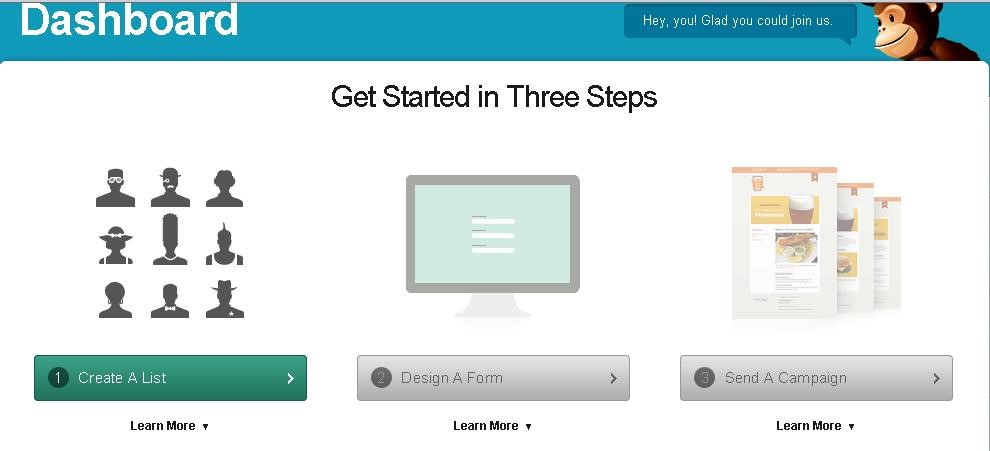 Dashboard
Hey, you! Glad you could join us.
Get Started in Three Steps
1 Create A List
2 Design A Form
3 Send A Campaign
Learn More ▼
Learn More ▼
Learn More ▼